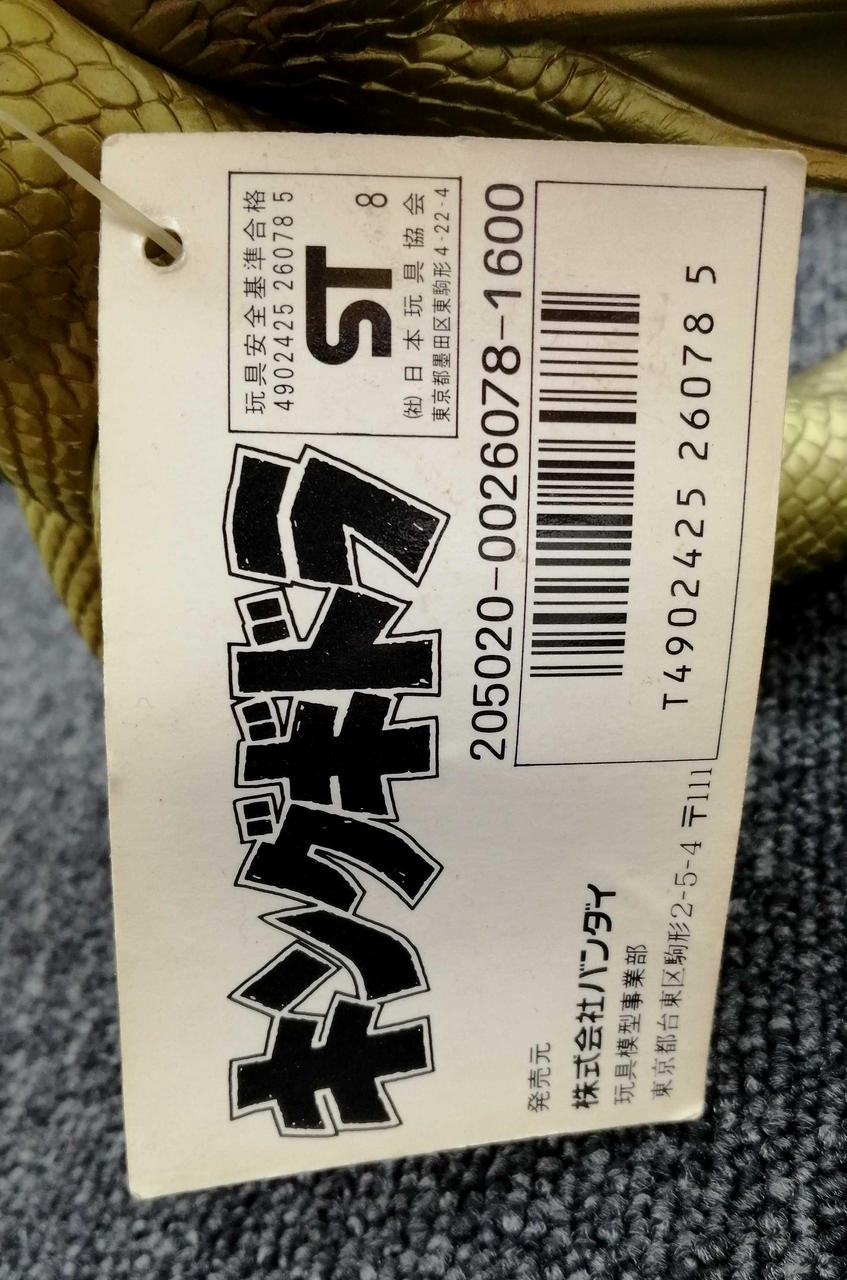 キングギドラ
玩具安全基準合格
4902425 26078 5
ST
8
(社)日本玩具協会
東京都墨田区東駒形4-22-4
205020-0026078-1600
T4902425 26078 5
発売元
株式会社バンダイ
玩具模型事業部
東京都台東区駒形2-5-4 〒111